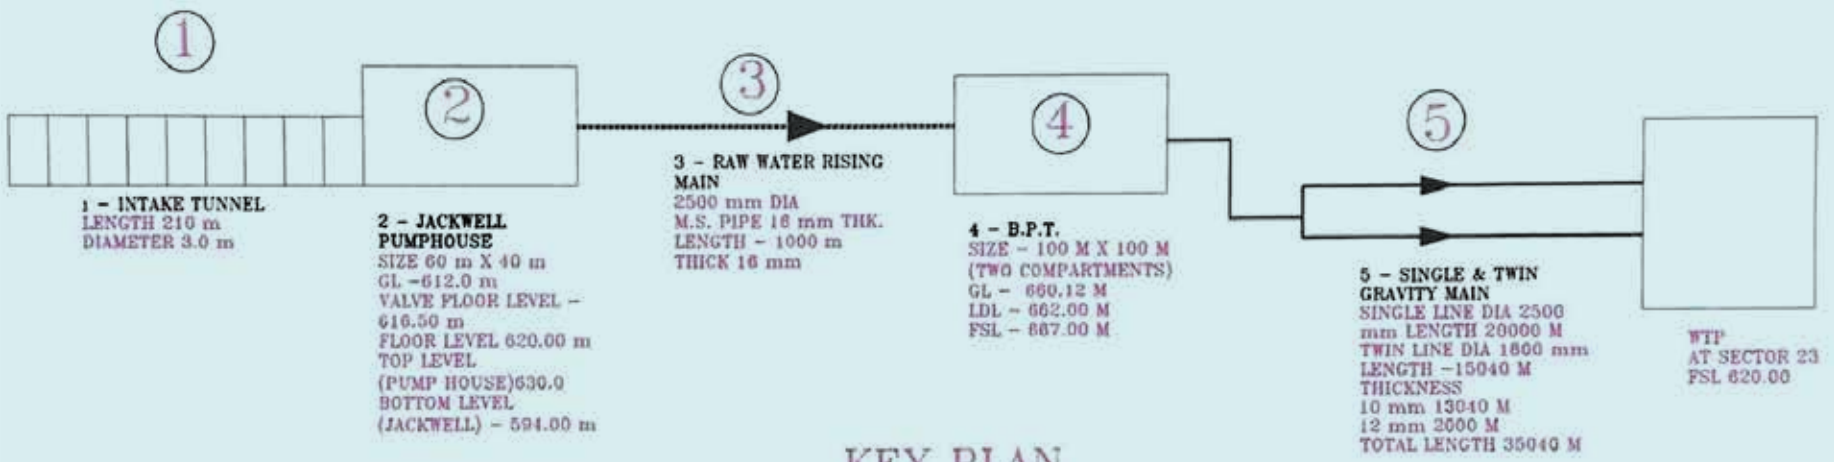 1
1 - INTAKE TUNNEL
LENGTH 210 m
DIAMETER 3.0 m
2
2 - JACKWELL
PUMPHOUSE
SIZE 60 m X 40 m
GL -612.0 m
VALVE FLOOR LEVEL -
616.50 m
FLOOR LEVEL 620.00 m
TOP LEVEL
(PUMP HOUSE)630.0
BOTTOM LEVEL
(JACKWELL) - 594.00 m
3
3 - RAW WATER RISING
MAIN
2500 mm DIA
M.S. PIPE 16 mm THK.
LENGTH - 1000 m
THICK 16 mm
4
4 - B.P.T.
SIZE - 100 M X 100 M
(TWO COMPARTMENTS)
GL - 660.12 M
LDL - 662.00 M
FSL - 667.00 M
5
5 - SINGLE & TWIN
GRAVITY MAIN
SINGLE LINE DIA 2500
mm LENGTH 20000 M
TWIN LINE DIA 1800 mm
LENGTH -15040 M
THICKNESS
10 mm 13040 M
12 mm 2000 M
TOTAL LENGTH 35040 M
WTP
AT SECTOR 23
FSL 620.00
KEY PLAN